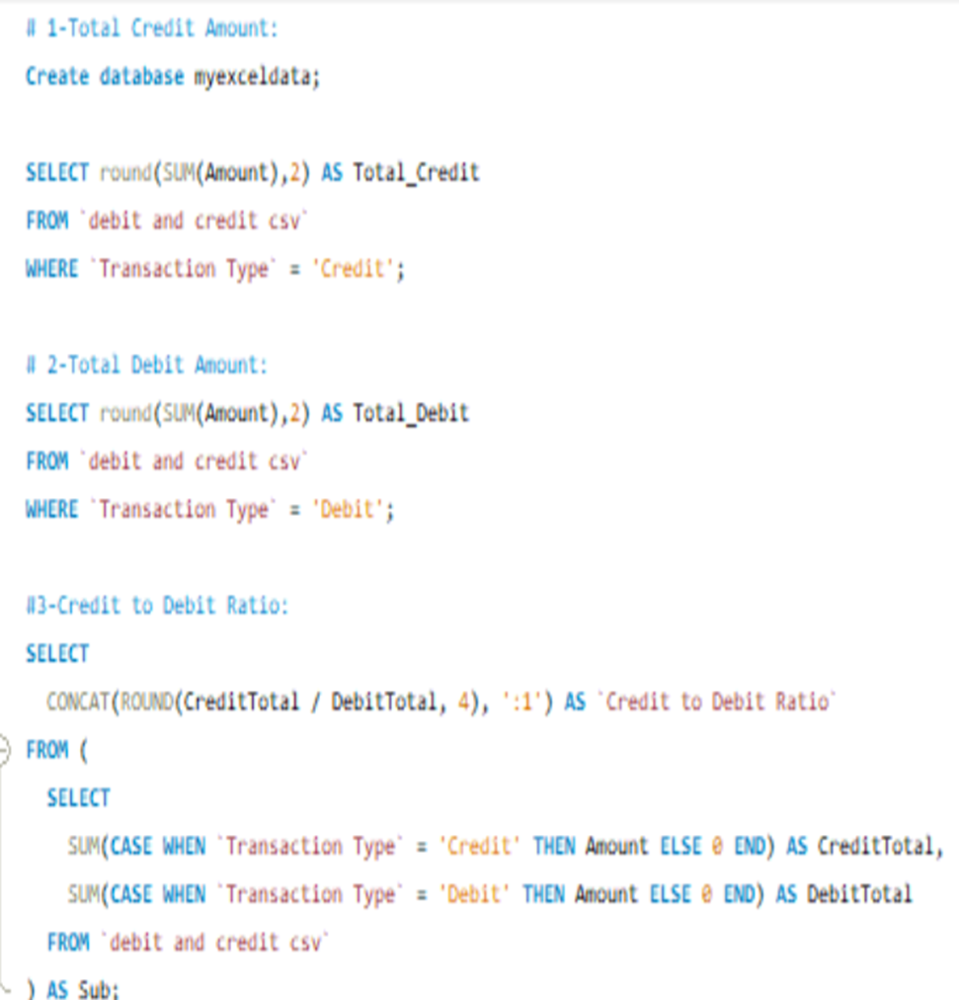 # 1-Total Credit Amount:
Create database myexceldata;
SELECT round(SUM(Amount),2) AS Total_Credit
FROM `debit and credit csv`
WHERE `Transaction Type` = 'Credit';
# 2-Total Debit Amount:
SELECT round(SUM(Amount),2) AS Total_Debit
FROM `debit and credit csv`
WHERE `Transaction Type` = 'Debit';
#3-Credit to Debit Ratio:
SELECT
CONCAT(ROUND(CreditTotal / DebitTotal, 4), ':1') AS `Credit to Debit Ratio`
FROM (
SELECT
SUM(CASE WHEN `Transaction Type` = 'Credit' THEN Amount ELSE 0 END) AS CreditTotal,
SUM(CASE WHEN `Transaction Type` = 'Debit' THEN Amount ELSE 0 END) AS DebitTotal
FROM `debit and credit csv`
) AS Sub;